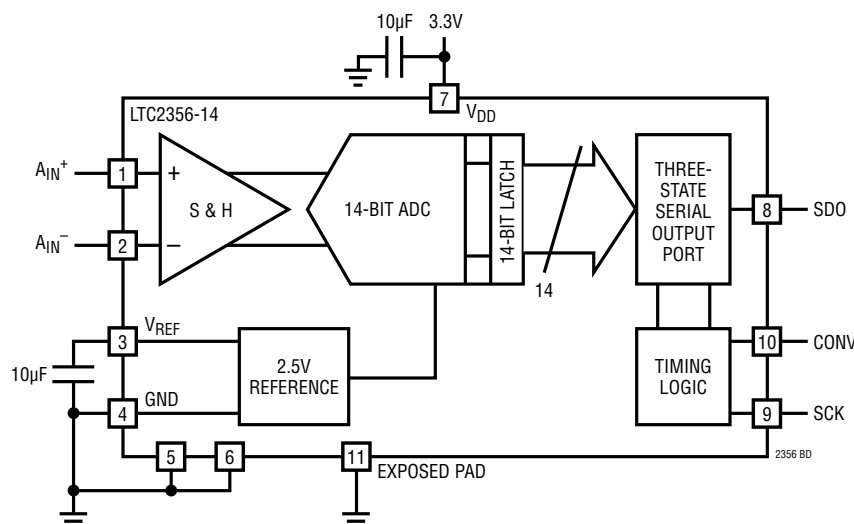 10µF 3.3V
7
LTC2356-14
VDD
AIN+ 1 +
S & H
AIN– 2 –
14-BIT ADC
14-BIT LATCH
14
THREE-
STATE
SERIAL
OUTPUT
PORT
8 SDO
3 VREF
10µF
4 GND
2.5V
REFERENCE
TIMING
LOGIC
10 CONV
9 SCK
5 6 11 EXPOSED PAD
2356 BD